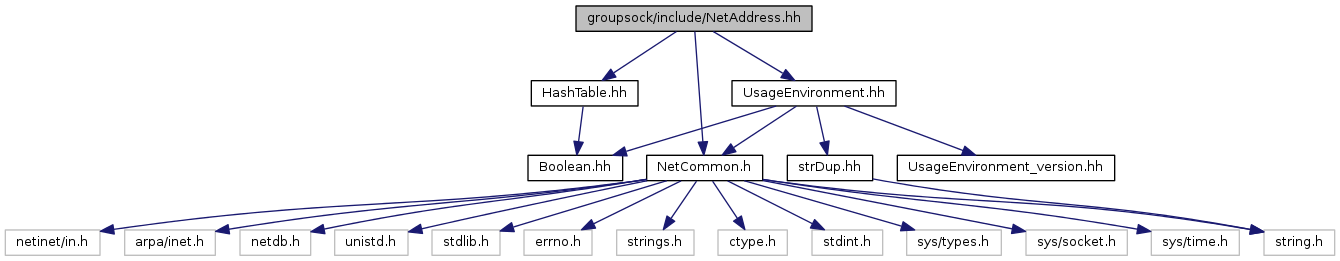 groupsock/include/NetAddress.hh
HashTable.hh
UsageEnvironment.hh
Boolean.hh
NetCommon.h
strDup.hh
UsageEnvironment_version.hh
netinet/in.h
arpa/inet.h
netdb.h
unistd.h
stdlib.h
errno.h
strings.h
ctype.h
stdint.h
sys/types.h
sys/socket.h
sys/time.h
string.h